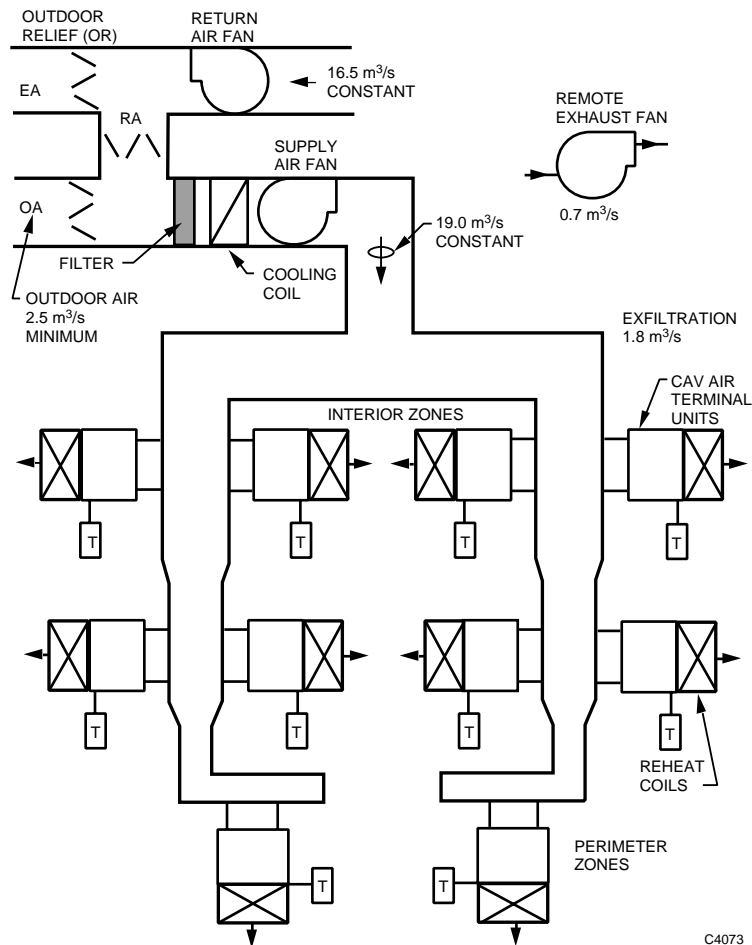 OUTDOOR
RELIEF (OR)
RETURN
AIR FAN
16.5 m³/s
CONSTANT
EA
RA
REMOTE
EXHAUST FAN
SUPPLY
AIR FAN
OA
0.7 m³/s
19.0 m³/s
CONSTANT
FILTER
COOLING
COIL
OUTDOOR AIR
2.5 m³/s
MINIMUM
EXFILTRATION
1.8 m³/s
CAV AIR
TERMINAL
UNITS
INTERIOR ZONES
T
T
T
T
T
T
T
T
REHEAT
COILS
PERIMETER
ZONES
T
T
C4073